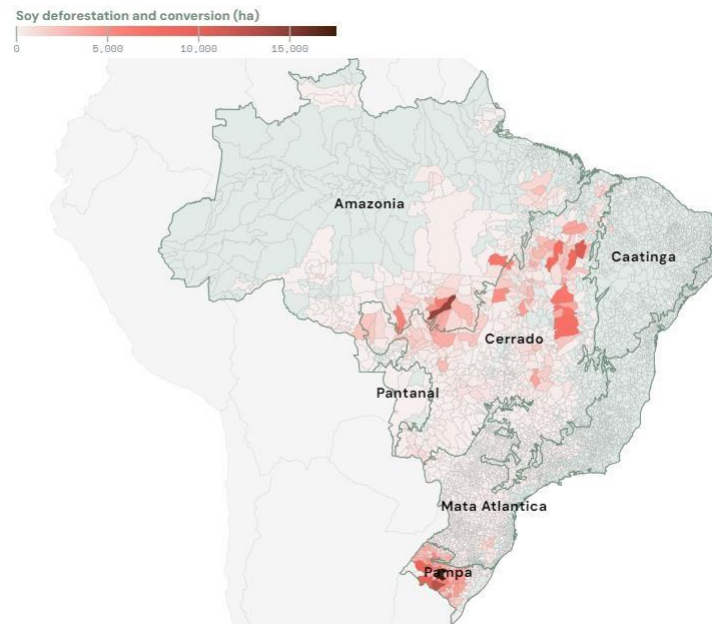 Soy deforestation and conversion (ha)
0 5,000 10,000 15,000
Amazonia
Caatinga
Cerrado
Pantanal
Mata Atlantica
Pampa